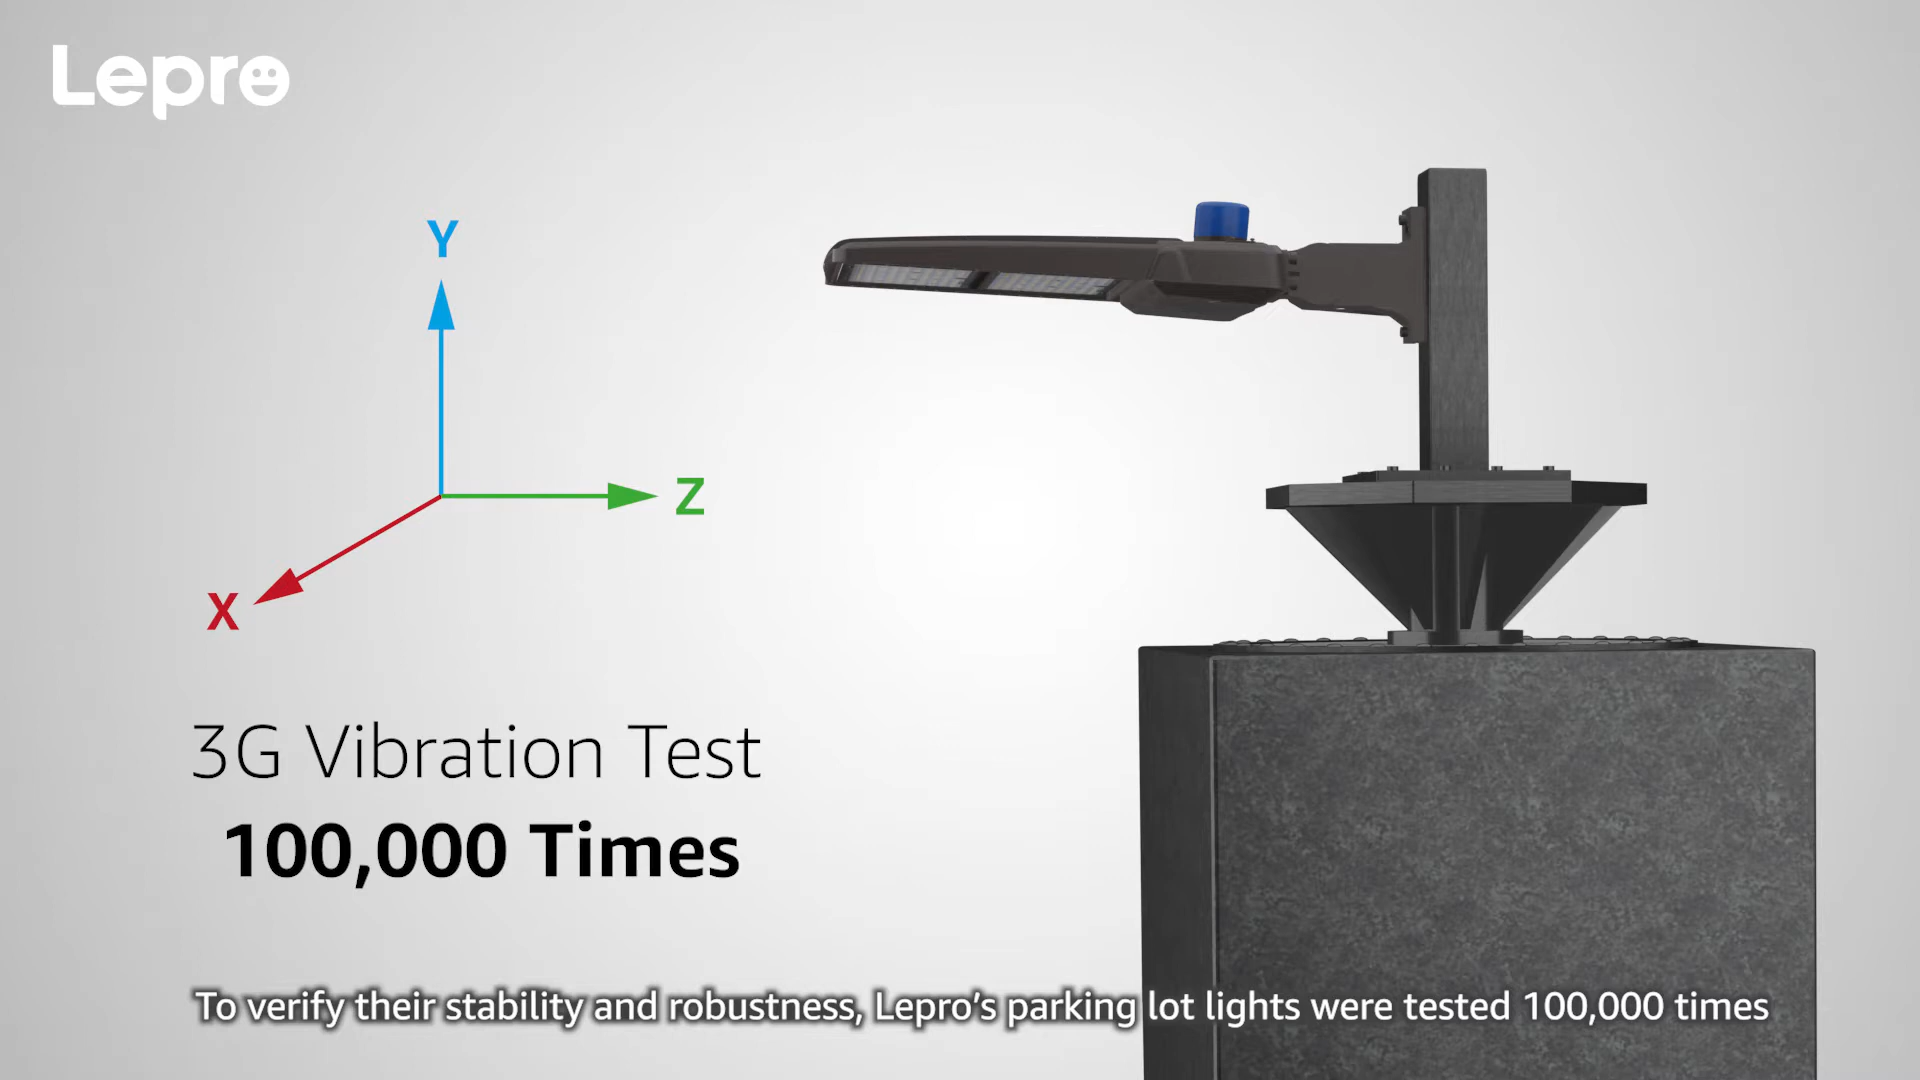 Lepro
Y
Z
X
3G Vibration Test
100,000 Times
To verify their stability and robustness, Lepro's parking lot lights were tested 100,000 times